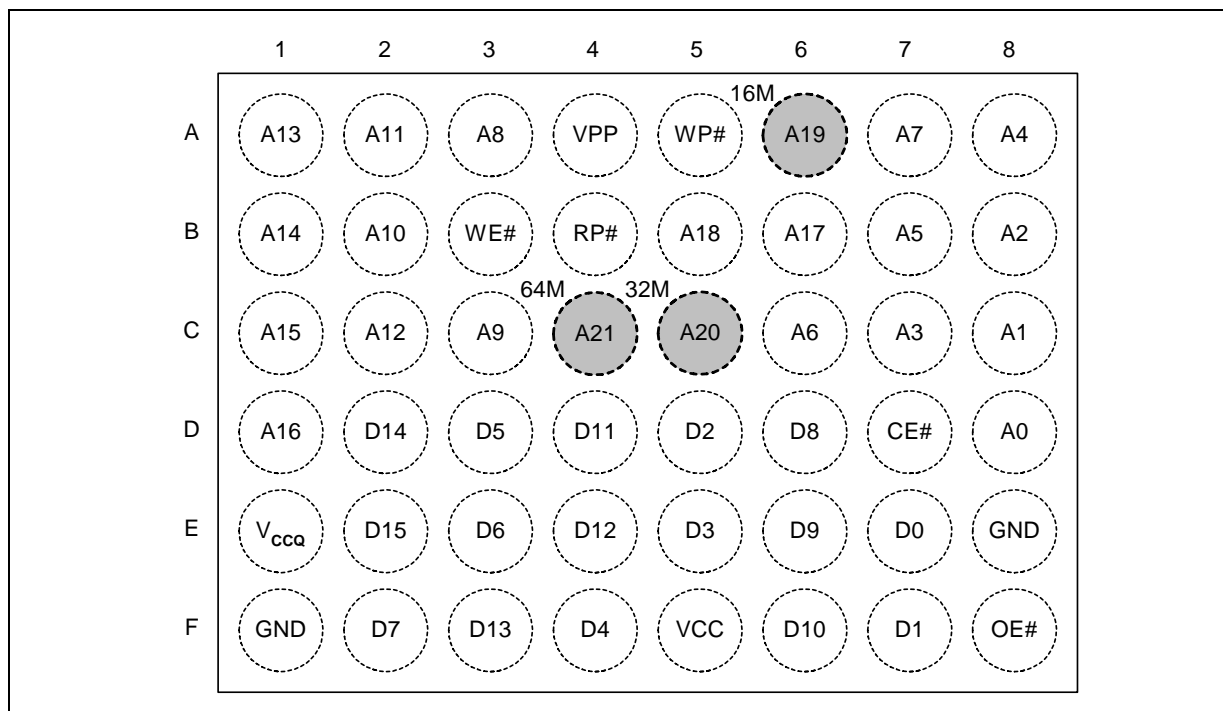 1 2 3 4 5 6 7 8
16M
A A13 A11 A8 VPP WP# A19 A7 A4
B A14 A10 WE# RP# A18 A17 A5 A2
64M 32M
C A15 A12 A9 A21 A20 A6 A3 A1
D A16 D14 D5 D11 D2 D8 CE# A0
E VCCQ D15 D6 D12 D3 D9 D0 GND
F GND D7 D13 D4 VCC D10 D1 OE#